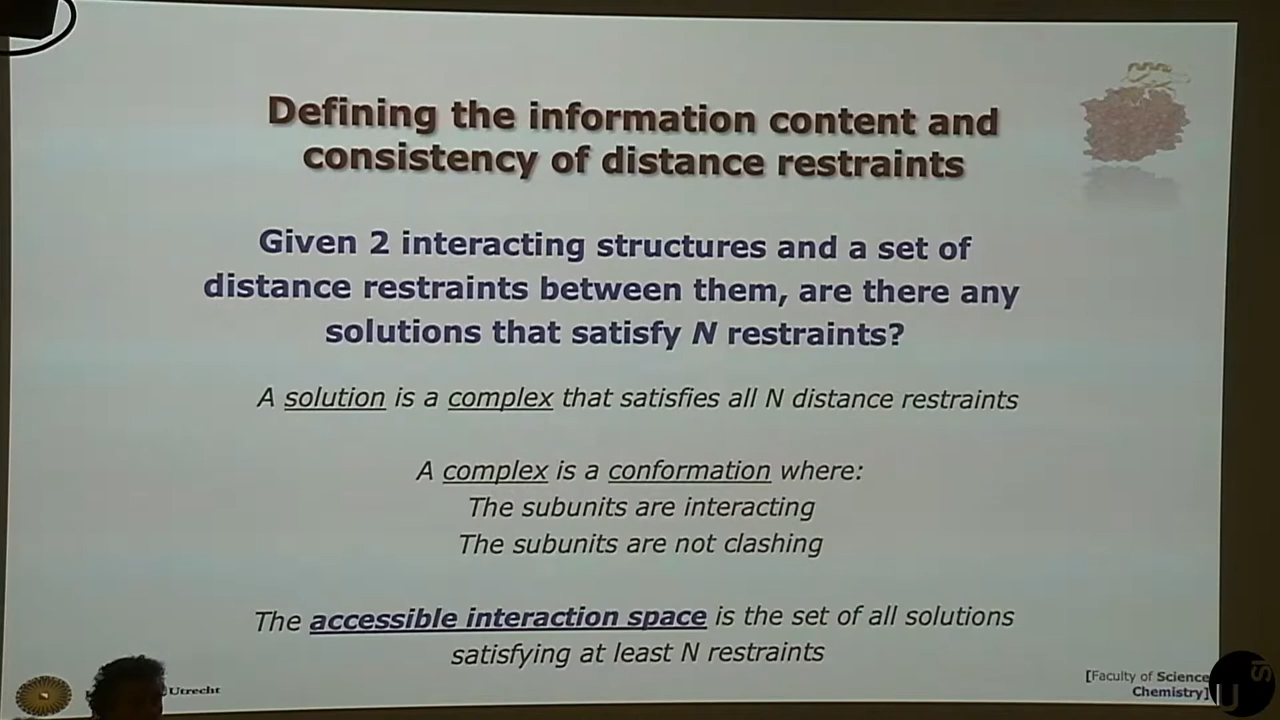 Defining the information content and
consistency of distance restraints
Given 2 interacting structures and a set of
distance restraints between them, are there any
solutions that satisfy N restraints?
A solution is a complex that satisfies all N distance restraints
A complex is a conformation where:
The subunits are interacting
The subunits are not clashing
The accessible interaction space is the set of all solutions
satisfying at least N restraints
Utrecht
[Faculty of Science
Chemistry]
U
SI